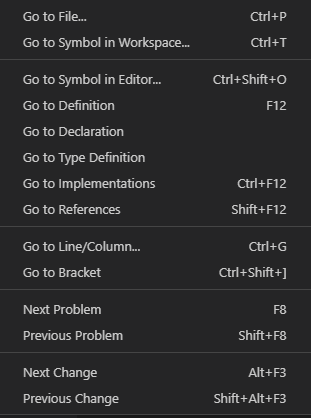 Go to File... Ctrl+P
Go to Symbol in Workspace... Ctrl+T
Go to Symbol in Editor... Ctrl+Shift+O
Go to Definition F12
Go to Declaration
Go to Type Definition
Go to Implementations Ctrl+F12
Go to References Shift+F12
Go to Line/Column... Ctrl+G
Go to Bracket Ctrl+Shift+]
Next Problem F8
Previous Problem Shift+F8
Next Change Alt+F3
Previous Change Shift+Alt+F3